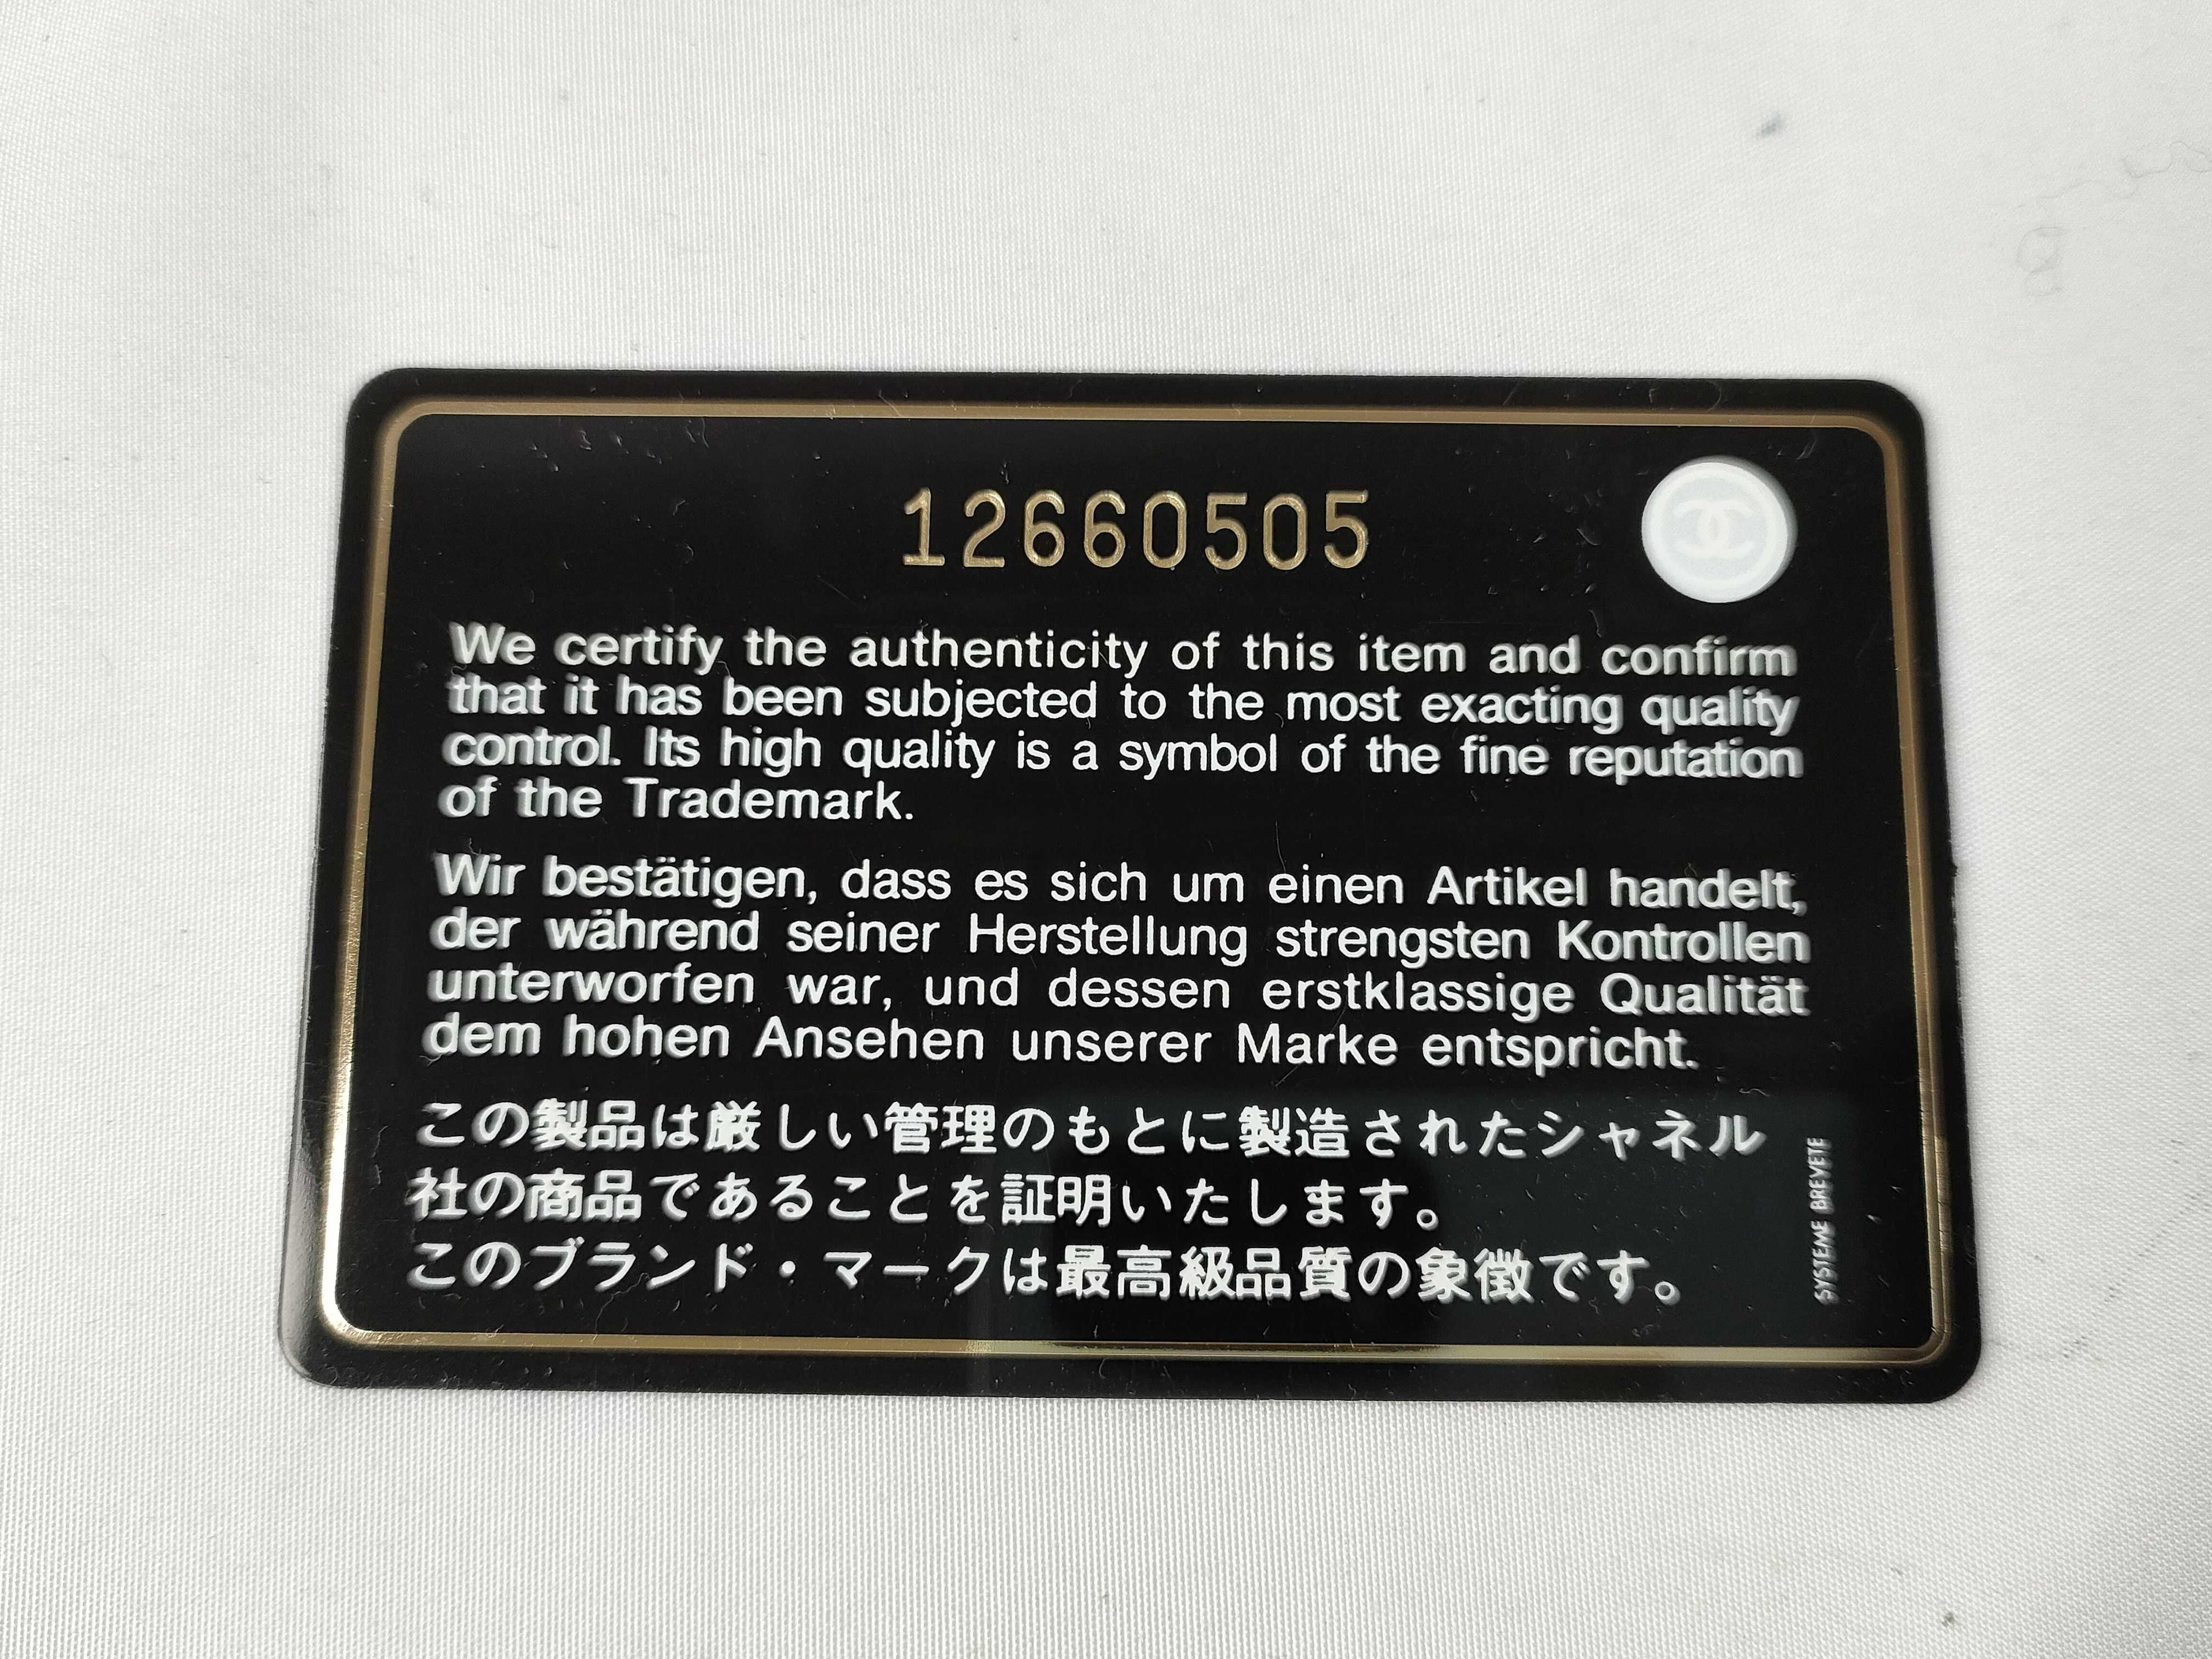 12660505
We certify the authenticity of this item and confirm
that it has been subjected to the most exacting quality
control. Its high quality is a symbol of the fine reputation
of the Trademark.
Wir bestätigen, dass es sich um einen Artikel handelt,
der während seiner Herstellung strengsten Kontrollen
unterworfen war, und dessen erstklassige Qualität
dem hohen Ansehen unserer Marke entspricht.
この製品は厳しい管理のもとに製造されたシャネル
社の商品であることを証明いたします。
このブランド・マークは最高級品質の象徴です。
SYSTEME BREVETE